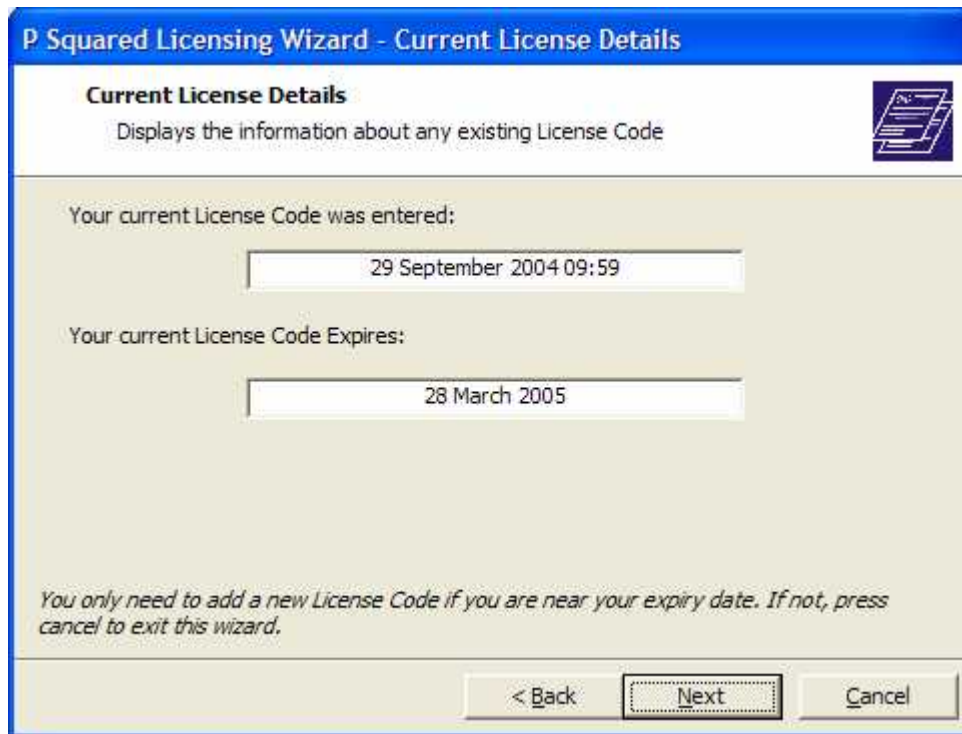 P Squared Licensing Wizard - Current License Details
Current License Details
Displays the information about any existing License Code
Your current License Code was entered:
29 September 2004 09:59
Your current License Code Expires:
28 March 2005
You only need to add a new License Code if you are near your expiry date. If not, press
cancel to exit this wizard.
< Back Next Cancel